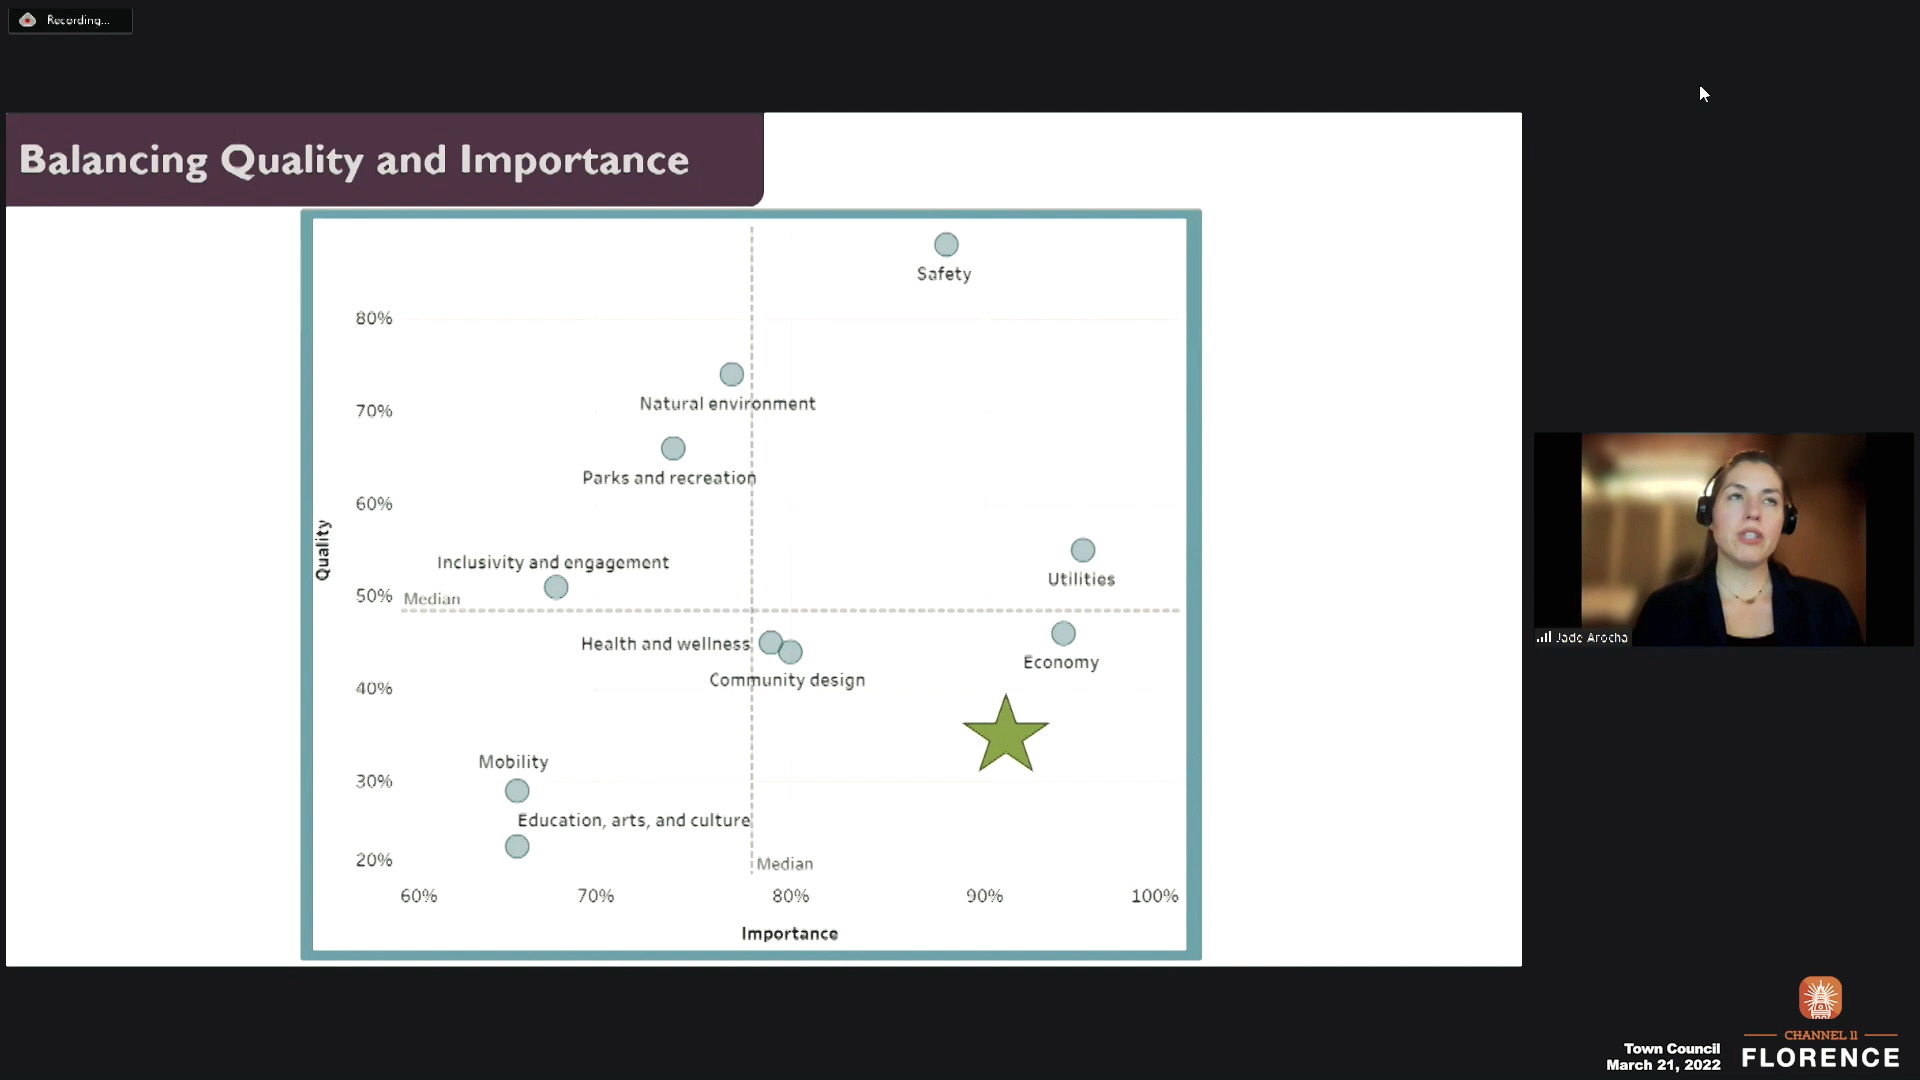 Recording...
Balancing Quality and Importance
Safety
80%
Natural environment
70%
Parks and recreation
60%
Quality
Inclusivity and engagement
Utilities
50%
Median
Health and wellness
Economy
Community design
40%
Mobility
30%
Education, arts, and culture
20%
Median
60%
70%
80%
90%
100%
Importance
Jade Arocha
Town Council
March 21, 2022
CHANNEL 11
FLORENCE